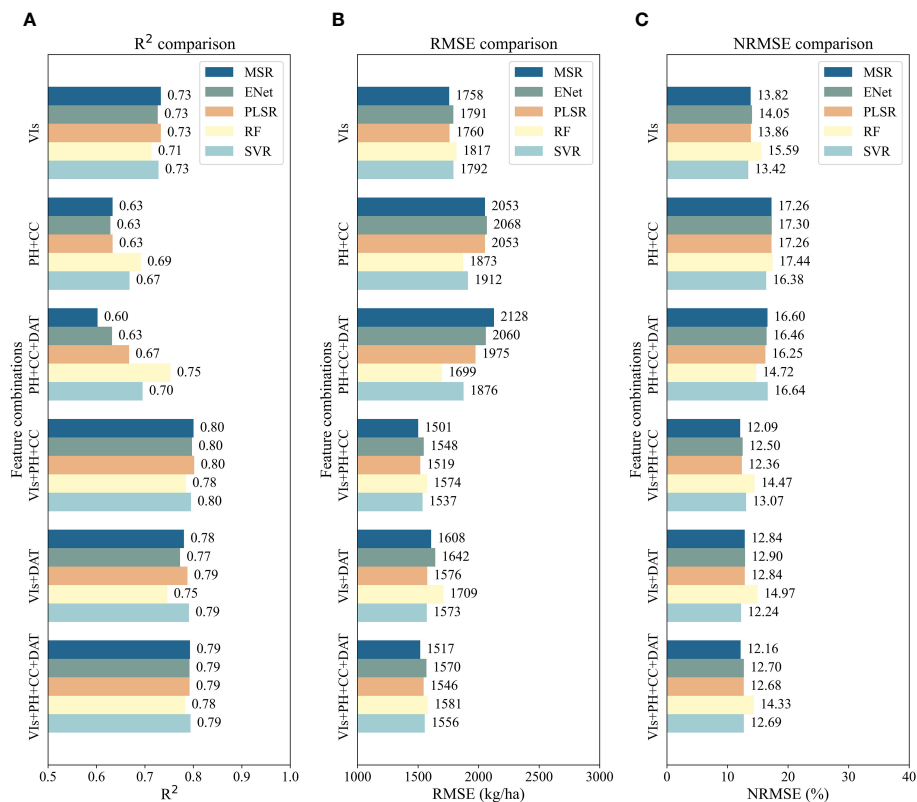 A
R² comparison
MSR
ENet
PLSR
RF
SVR
Feature combinations
VIs
0.73
0.73
0.73
0.71
0.73
PH+CC
0.63
0.63
0.63
0.69
0.67
PH+CC+DAT
0.60
0.63
0.67
0.75
0.70
VIs+PH+CC
0.80
0.80
0.80
0.78
0.80
VIs+DAT
0.78
0.77
0.79
0.75
0.79
VIs+PH+CC+DAT
0.79
0.79
0.79
0.78
0.79
0.5 0.6 0.7 0.8 0.9 1.0
R²
B
RMSE comparison
MSR
ENet
PLSR
RF
SVR
Feature combinations
VIs
1758
1791
1760
1817
1792
PH+CC
2053
2068
2053
1873
1912
PH+CC+DAT
2128
2060
1975
1699
1876
VIs+PH+CC
1501
1548
1519
1574
1537
VIs+DAT
1608
1642
1576
1709
1573
VIs+PH+CC+DAT
1517
1570
1546
1581
1556
1000 1500 2000 2500 3000
RMSE (kg/ha)
C
NRMSE comparison
MSR
ENet
PLSR
RF
SVR
Feature combinations
VIs
13.82
14.05
13.86
15.59
13.42
PH+CC
17.26
17.30
17.26
17.44
16.38
PH+CC+DAT
16.60
16.46
16.25
14.72
16.64
VIs+PH+CC
12.09
12.50
12.36
14.47
13.07
VIs+DAT
12.84
12.90
12.84
14.97
12.24
VIs+PH+CC+DAT
12.16
12.70
12.68
14.33
12.69
0 10 20 30 40
NRMSE (%)